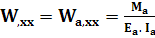 W,xx = Wa,xx = Ma / Ea. Ia